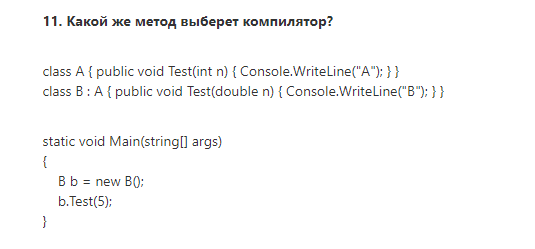 11. Какой же метод выберет компилятор?
class A { public void Test(int n) { Console.WriteLine("A"); } }
class B : A { public void Test(double n) { Console.WriteLine("B"); } }
static void Main(string[] args)
{
B b = new B();
b.Test(5);
}